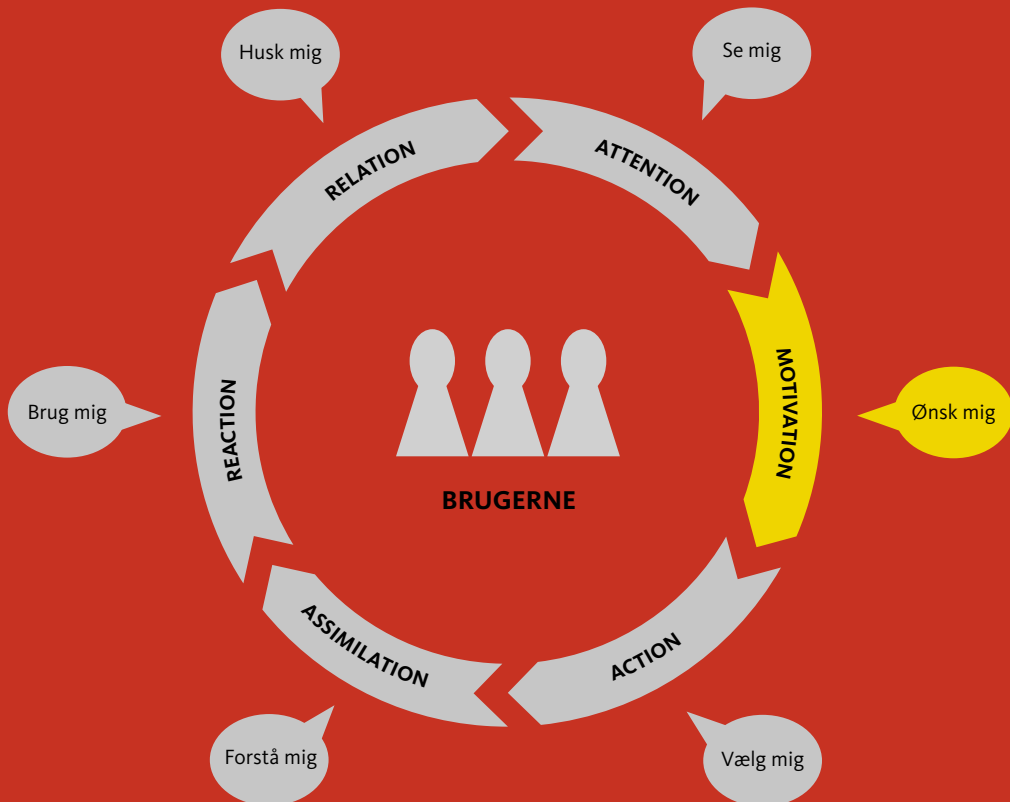 Husk mig
Se mig
RELATION
ATTENTION
MOTIVATION
Ønsk mig
Brug mig
REACTION
BRUGERNE
ASSIMILATION
ACTION
Forstå mig
Vælg mig